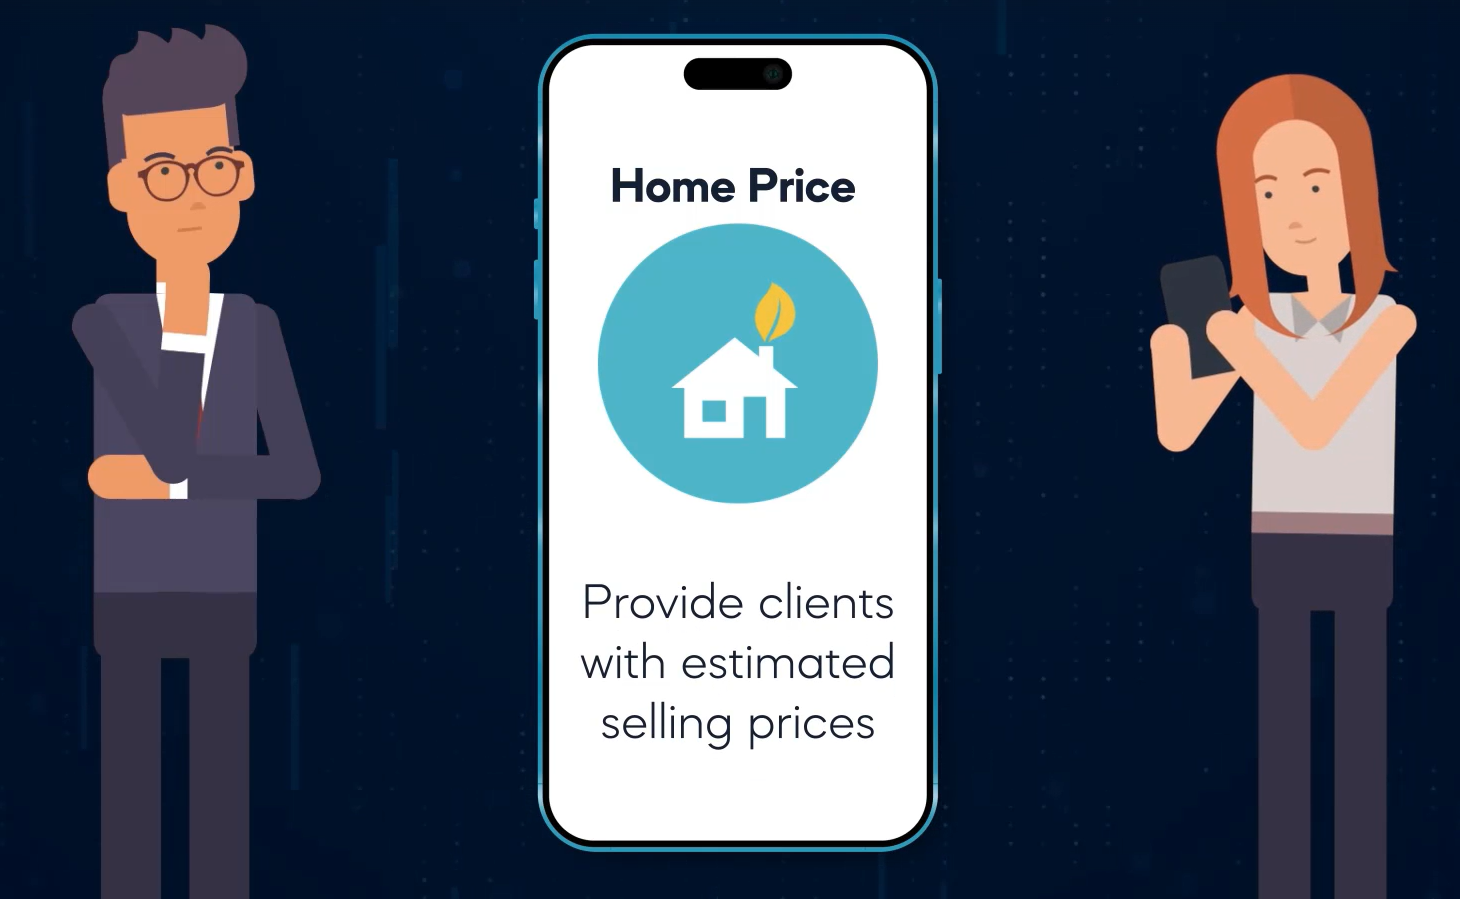 Home Price
Provide clients
with estimated
selling prices